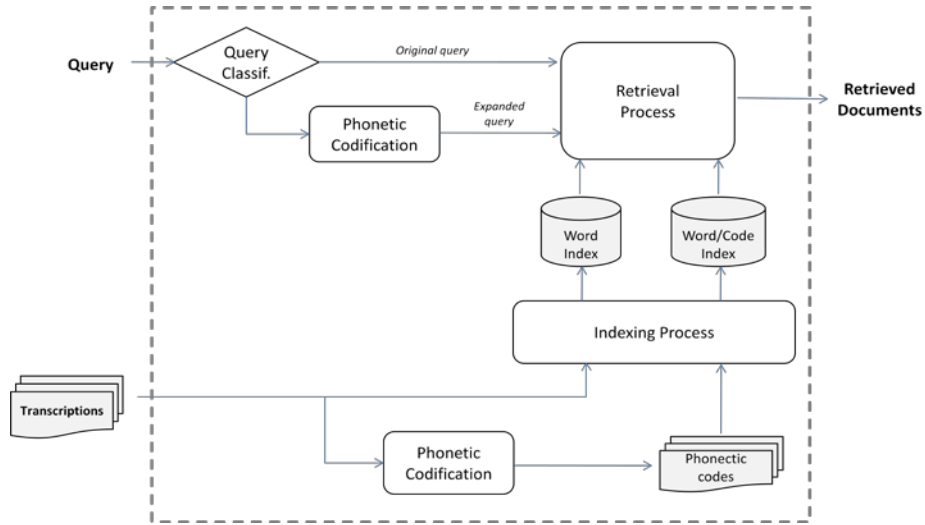 Query
Query
Classif.
Original query
Phonetic
Codification
Expanded
query
Retrieval
Process
Retrieved
Documents
Word
Index
Word/Code
Index
Indexing Process
Transcriptions
Phonetic
Codification
Phonectic
codes